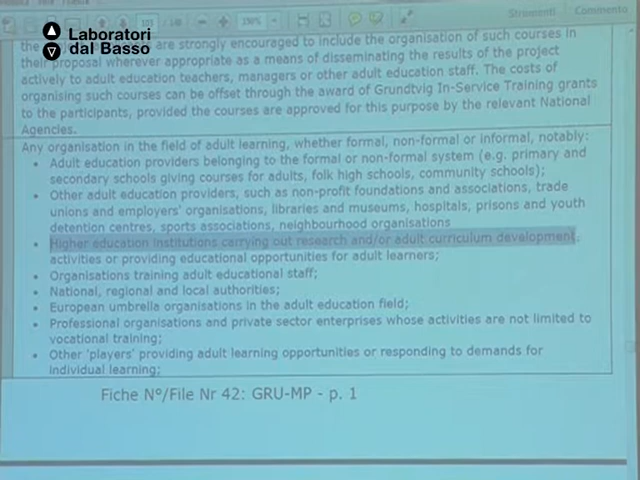 Strumenti
Commento
103
190%
Laboratori
dal Basso
the are strongly encouraged to include the organisation of such courses in
their proposal wherever appropriate as a means of disseminating the results of the project
actively to adult education teachers, managers or other adult education staff. The costs of
organising such courses can be offset through the award of Grundtvig In-Service Training grants
to the participants, provided the courses are approved for this purpose by the relevant National
Agencies.
Any organisation in the field of adult learning, whether formal, non-formal or informal, notably:
• Adult education providers belonging to the formal or non-formal system (e.g. primary and
secondary schools giving courses for adults, folk high schools, community schools);
• Other adult education providers, such as non-profit foundations and associations, trade
unions and employers' organisations, libraries and museums, hospitals, prisons and youth
detention centres, sports associations, neighbourhood organisations
• Higher education institutions carrying out research and/or adult curriculum development
activities or providing educational opportunities for adult learners;
• Organisations training adult educational staff;
• National, regional and local authorities;
• European umbrella organisations in the adult education field;
• Professional organisations and private sector enterprises whose activities are not limited to
vocational training;
• Other 'players' providing adult learning opportunities or responding to demands for
individual learning;
Fiche N°/File Nr 42: GRU-MP - p. 1